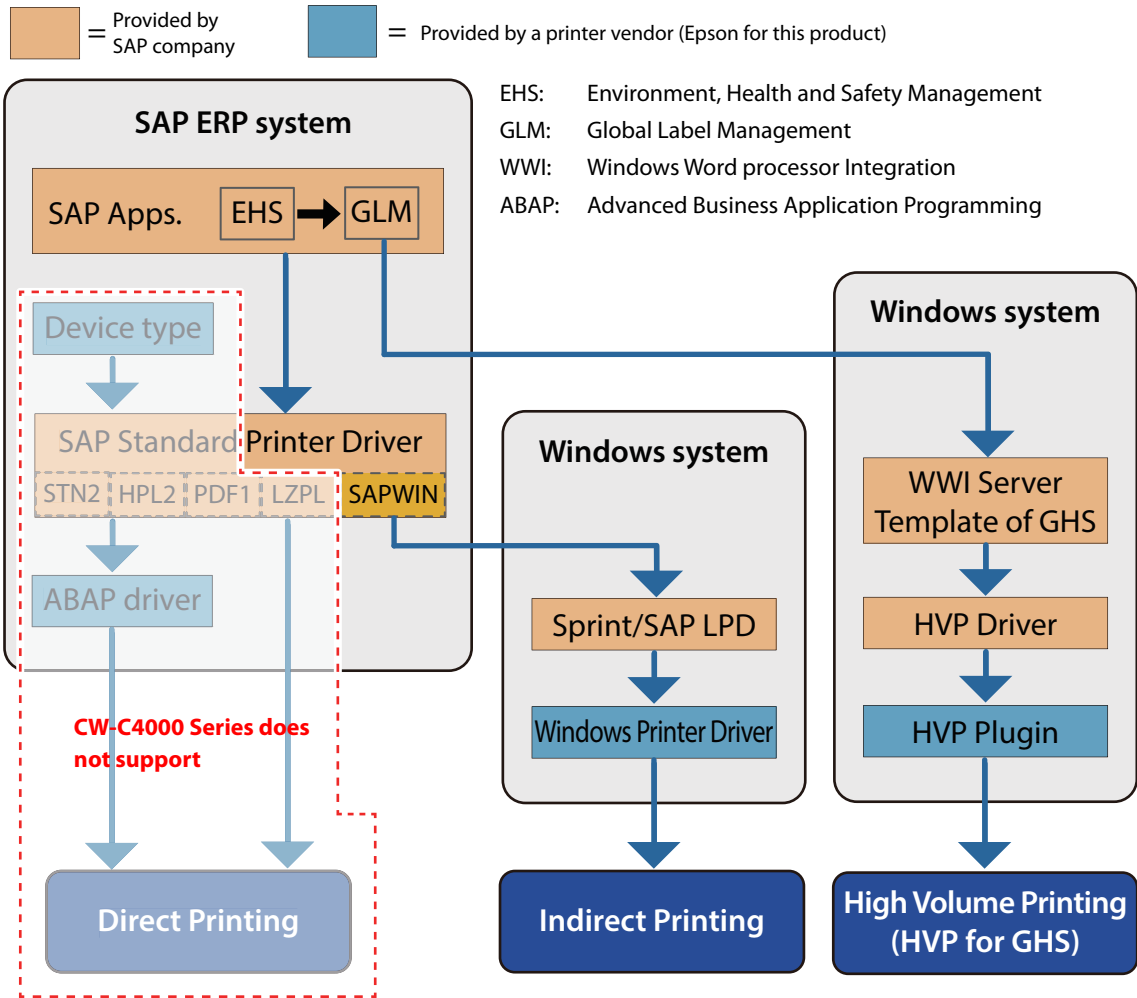 = Provided by
SAP company
= Provided by a printer vendor (Epson for this product)
EHS: Environment, Health and Safety Management
GLM: Global Label Management
WWI: Windows Word processor Integration
ABAP: Advanced Business Application Programming
SAP ERP system
SAP Apps.
EHS
GLM
Device type
SAP Standard Printer Driver
STN2
HPL2
PDF1
LZPL
SAPWIN
ABAP driver
CW-C4000 Series does
not support
Direct Printing
Windows system
Sprint/SAP LPD
Windows Printer Driver
Indirect Printing
Windows system
WWI Server
Template of GHS
HVP Driver
HVP Plugin
High Volume Printing
(HVP for GHS)